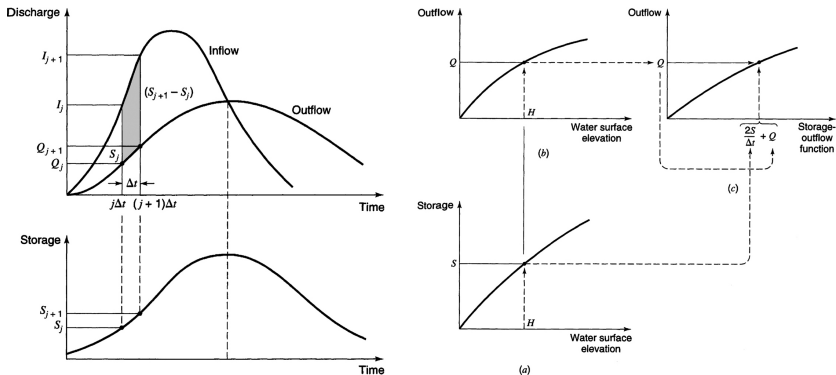 Discharge
I_{j+1}
Inflow
(S_{j+1} – S_j)
I_j
Outflow
Q_{j+1}
S_j
Q_j
Δt
jΔt (j + 1)Δt
Time
Storage
S_{j+1}
S_j
Time
Outflow
Q
H
Water surface
elevation
(b)
Outflow
Q
2S/Δt + Q
Storage-
outflow
function
(c)
Storage
S
H
Water surface
elevation
(a)